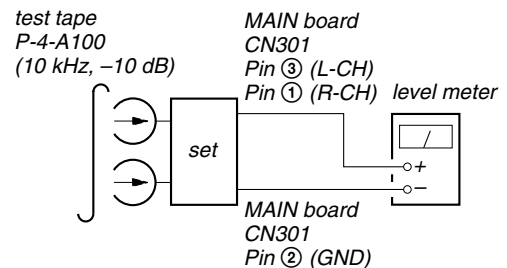 test tape
P-4-A100
(10 kHz, –10 dB)
MAIN board
CN301
Pin ③ (L-CH)
Pin ① (R-CH)
level meter
set
+
–
MAIN board
CN301
Pin ② (GND)